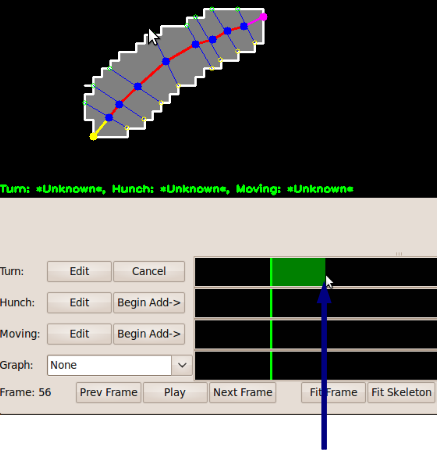 Turn: *Unknown*, Hunch: *Unknown*, Moving: *Unknown*
Turn: Edit Cancel
Hunch: Edit Begin Add->
Moving: Edit Begin Add->
Graph: None
Frame: 56 Prev Frame Play Next Frame Fit Frame Fit Skeleton